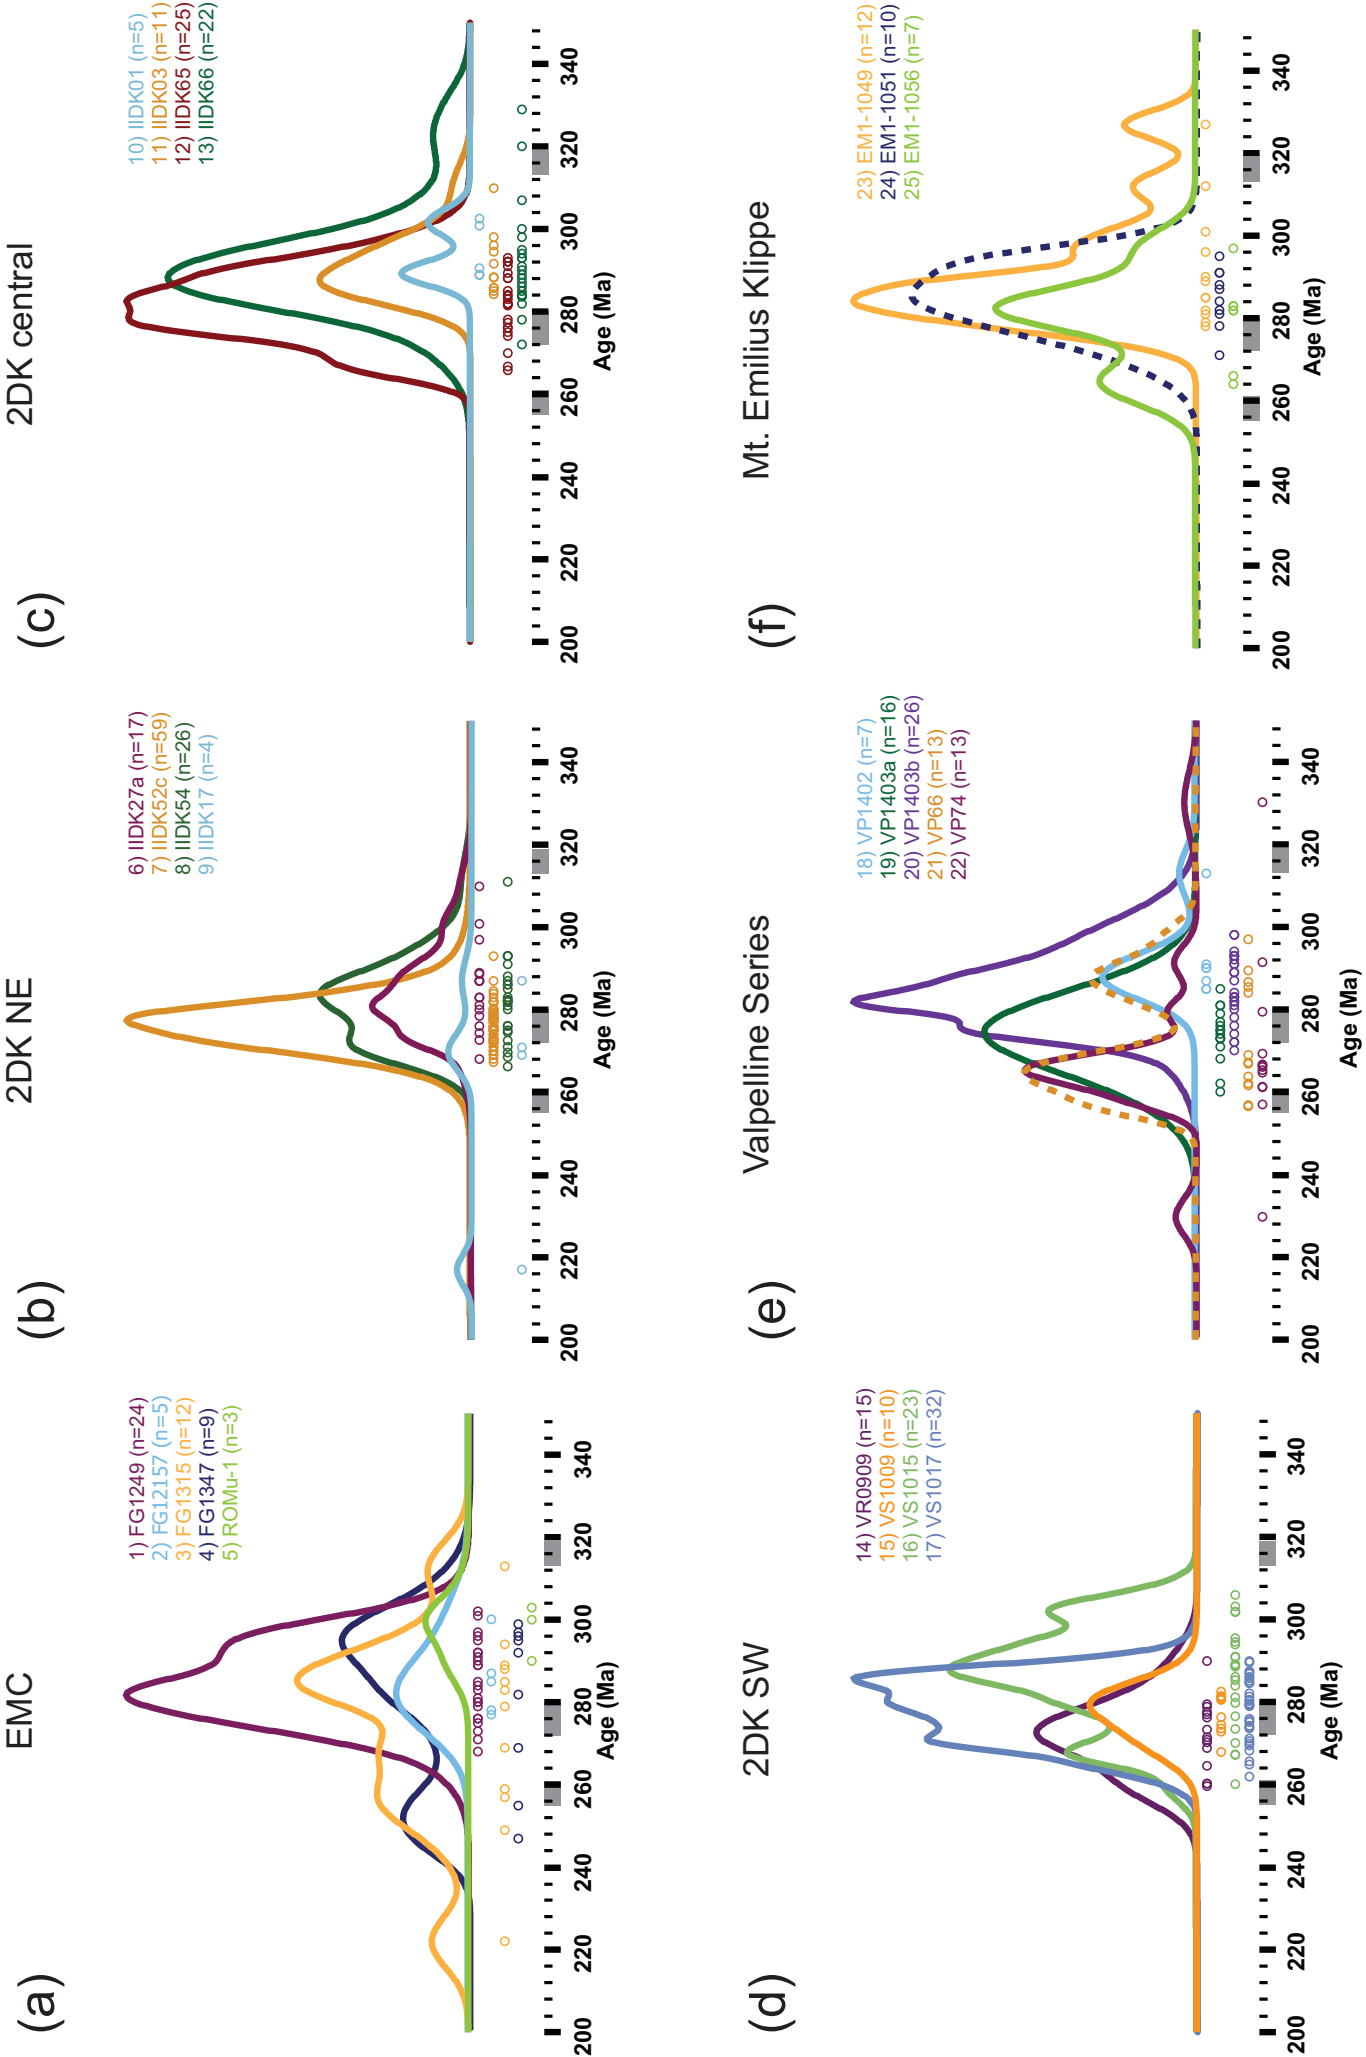 (a)
EMC
1) FG1249 (n=24)
2) FG12157 (n=5)
3) FG1315 (n=12)
4) FG1347 (n=9)
5) ROMu-1 (n=3)
200 220 240 260 280 300 320 340
Age (Ma)
(b)
2DK NE
6) IIDK27a (n=17)
7) IIDK52c (n=59)
8) IIDK54 (n=26)
9) IIDK17 (n=4)
200 220 240 260 280 300 320 340
Age (Ma)
(c)
2DK central
10) IIDK01 (n=5)
11) IIDK03 (n=11)
12) IIDK65 (n=25)
13) IIDK66 (n=22)
200 220 240 260 280 300 320 340
Age (Ma)
(d)
2DK SW
14) VR0909 (n=15)
15) VS1009 (n=10)
16) VS1015 (n=23)
17) VS1017 (n=32)
200 220 240 260 280 300 320 340
Age (Ma)
(e)
Valpelline Series
18) VP1402 (n=7)
19) VP1403a (n=16)
20) VP1403b (n=26)
21) VP66 (n=13)
22) VP74 (n=13)
200 220 240 260 280 300 320 340
Age (Ma)
(f)
Mt. Emilius Klippe
23) EM1-1049 (n=12)
24) EM1-1051 (n=10)
25) EM1-1056 (n=7)
200 220 240 260 280 300 320 340
Age (Ma)